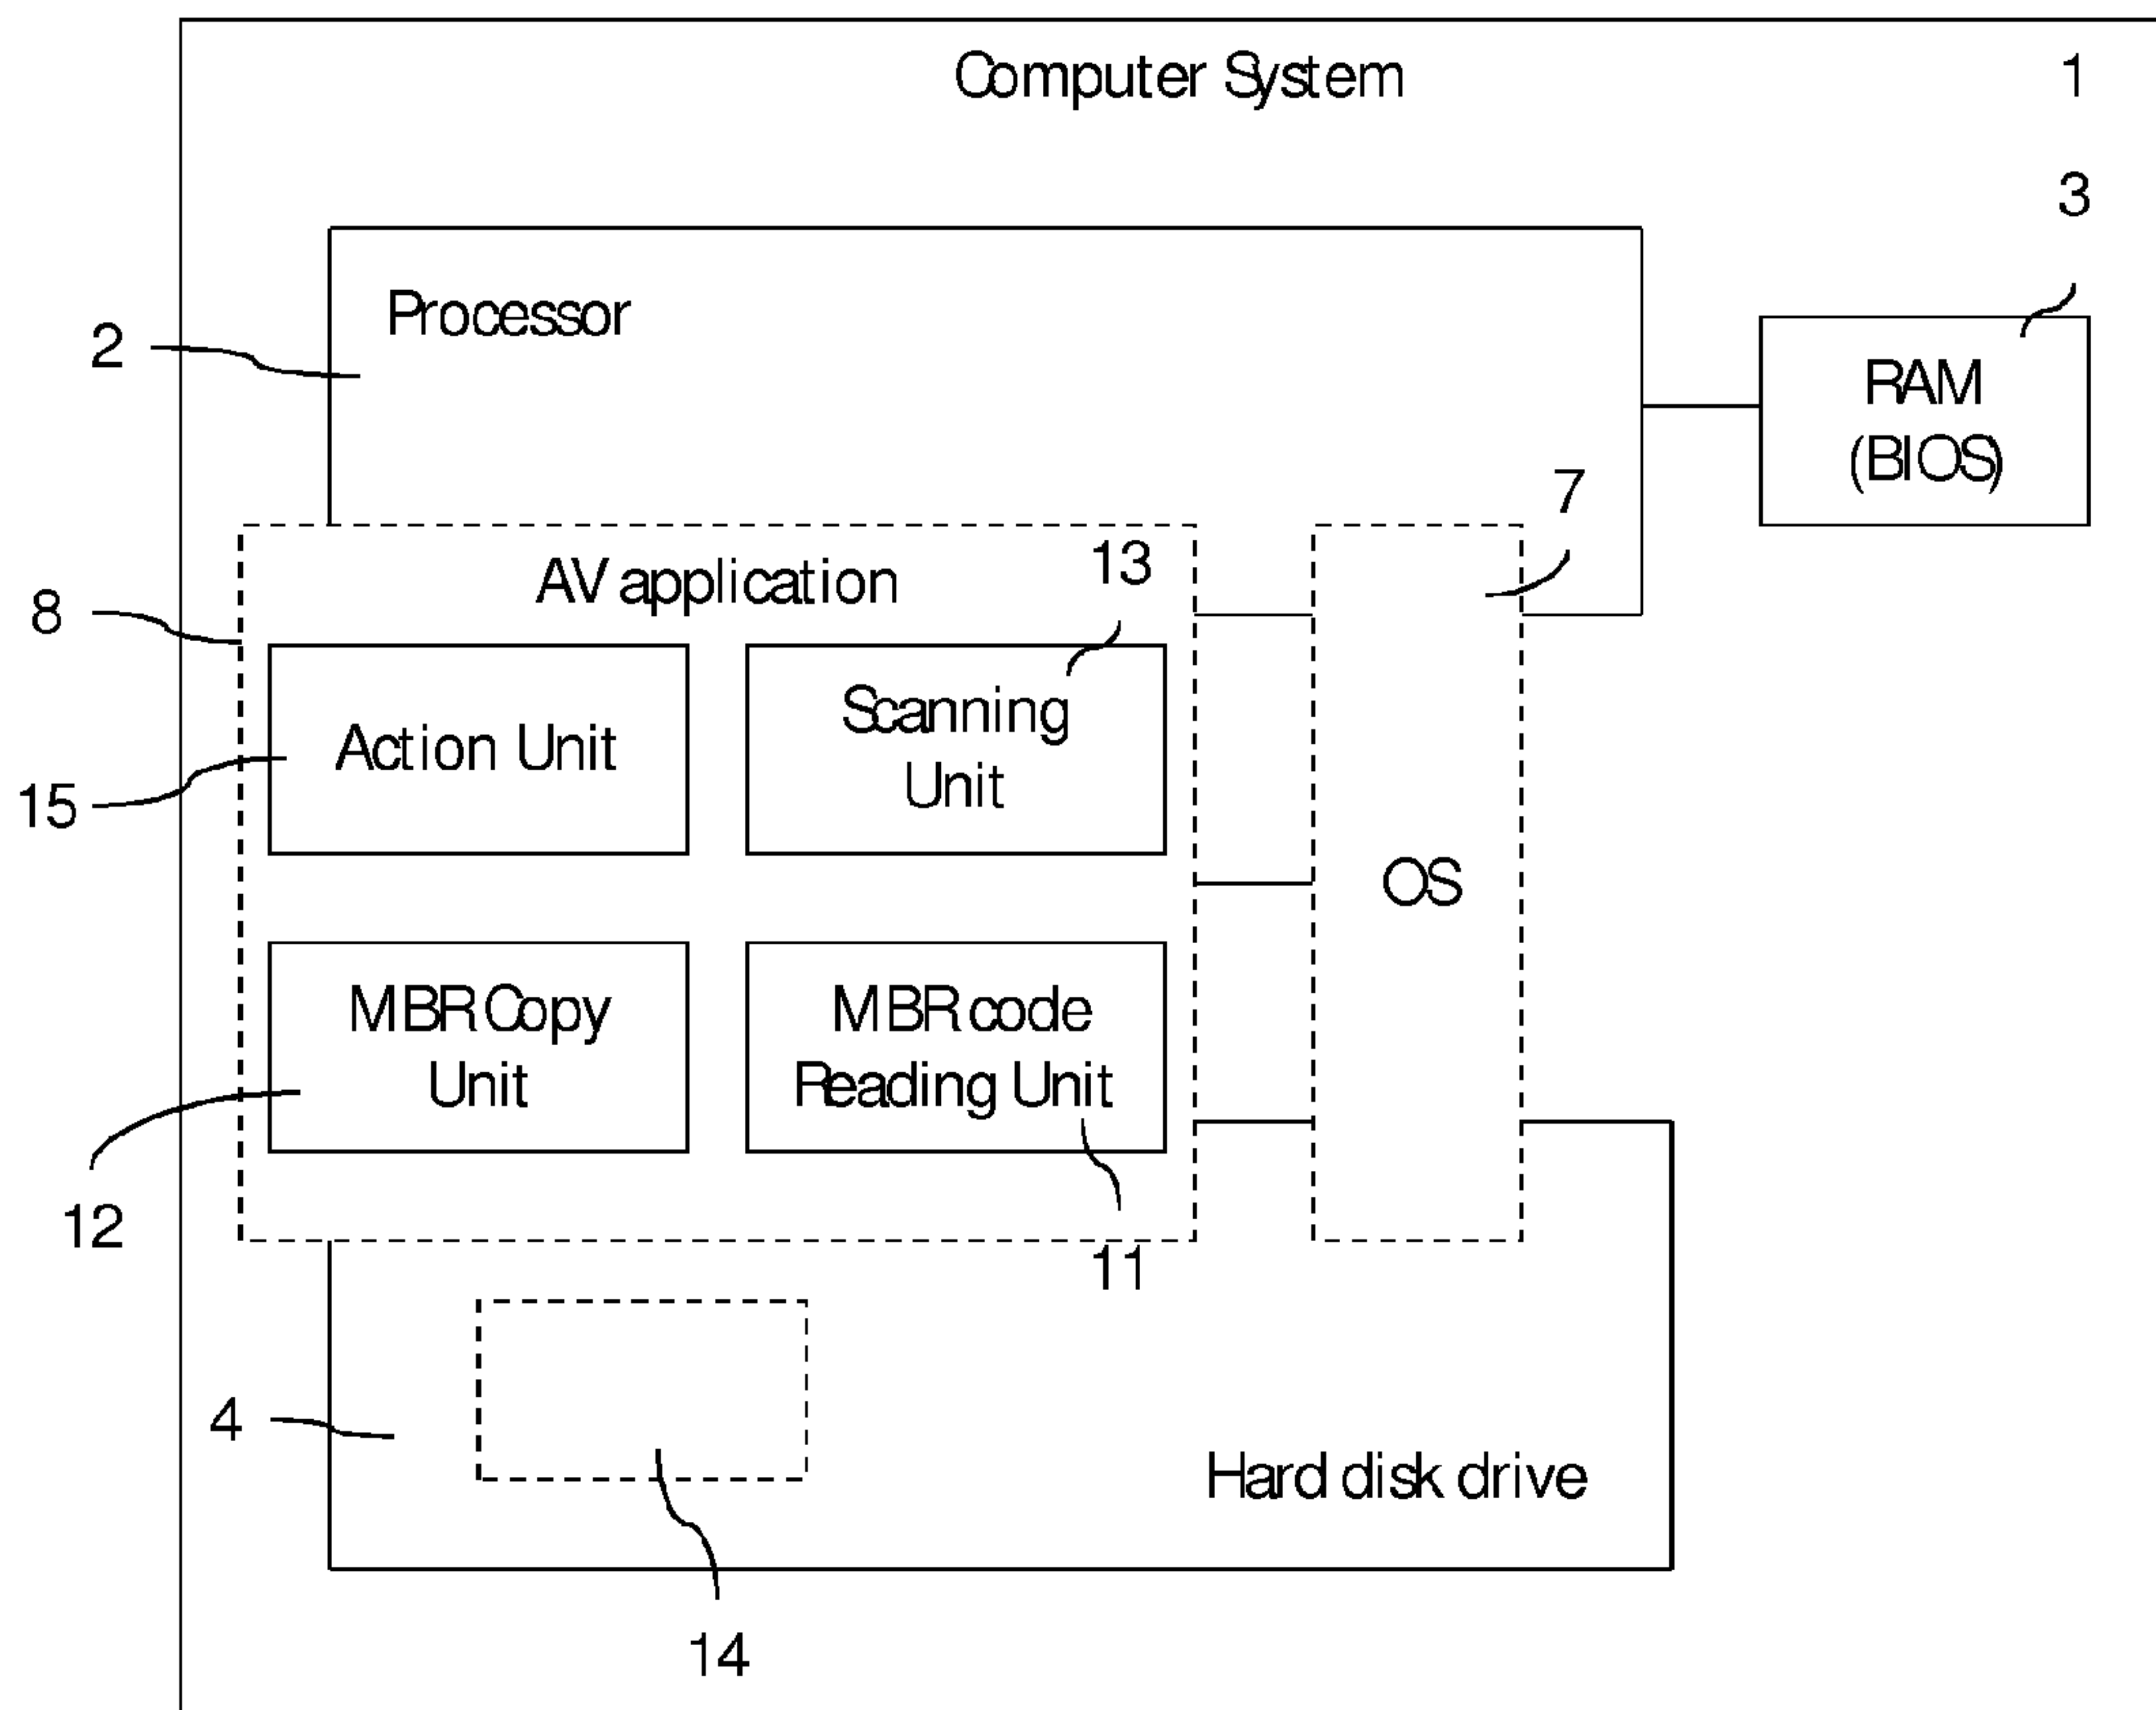 Computer System
1
3
Processor
2
RAM
(BIOS)
7
AV application
13
8
Action Unit
Scanning
Unit
15
OS
MBR Copy
Unit
MBR code
Reading Unit
12
11
4
Hard disk drive
14